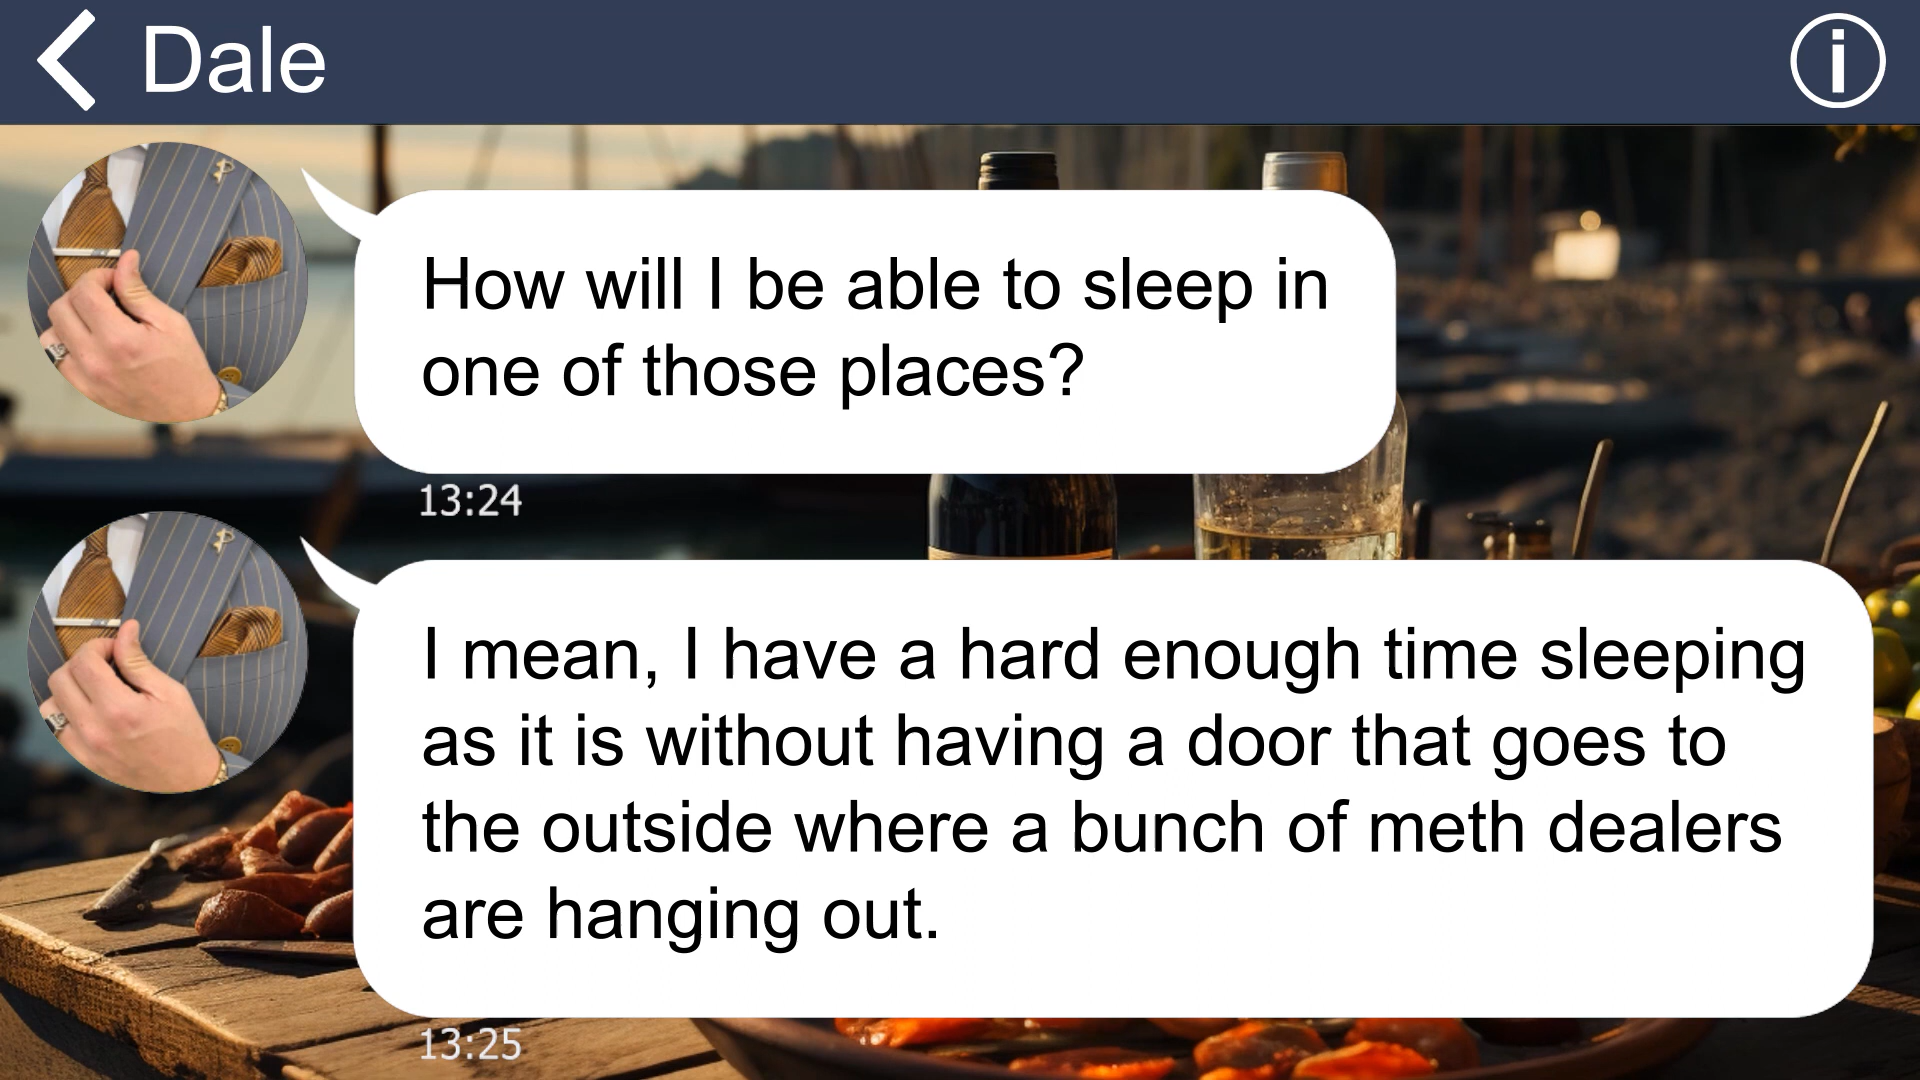 Dale
How will I be able to sleep in
one of those places?
13:24
I mean, I have a hard enough time sleeping
as it is without having a door that goes to
the outside where a bunch of meth dealers
are hanging out.
13:25